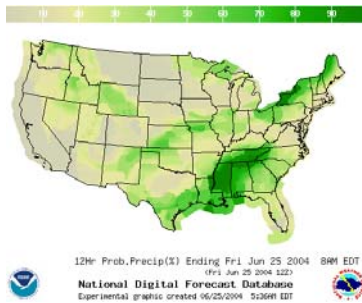 10 20 30 40 50 60 70 80 90
12Hr Prob.Precip(%) Ending Fri Jun 25 2004 8AM EDT
(Fri Jun 25 2004 12Z)
National Digital Forecast Database
Experimental graphic created 06/25/2004 5:36AM EDT